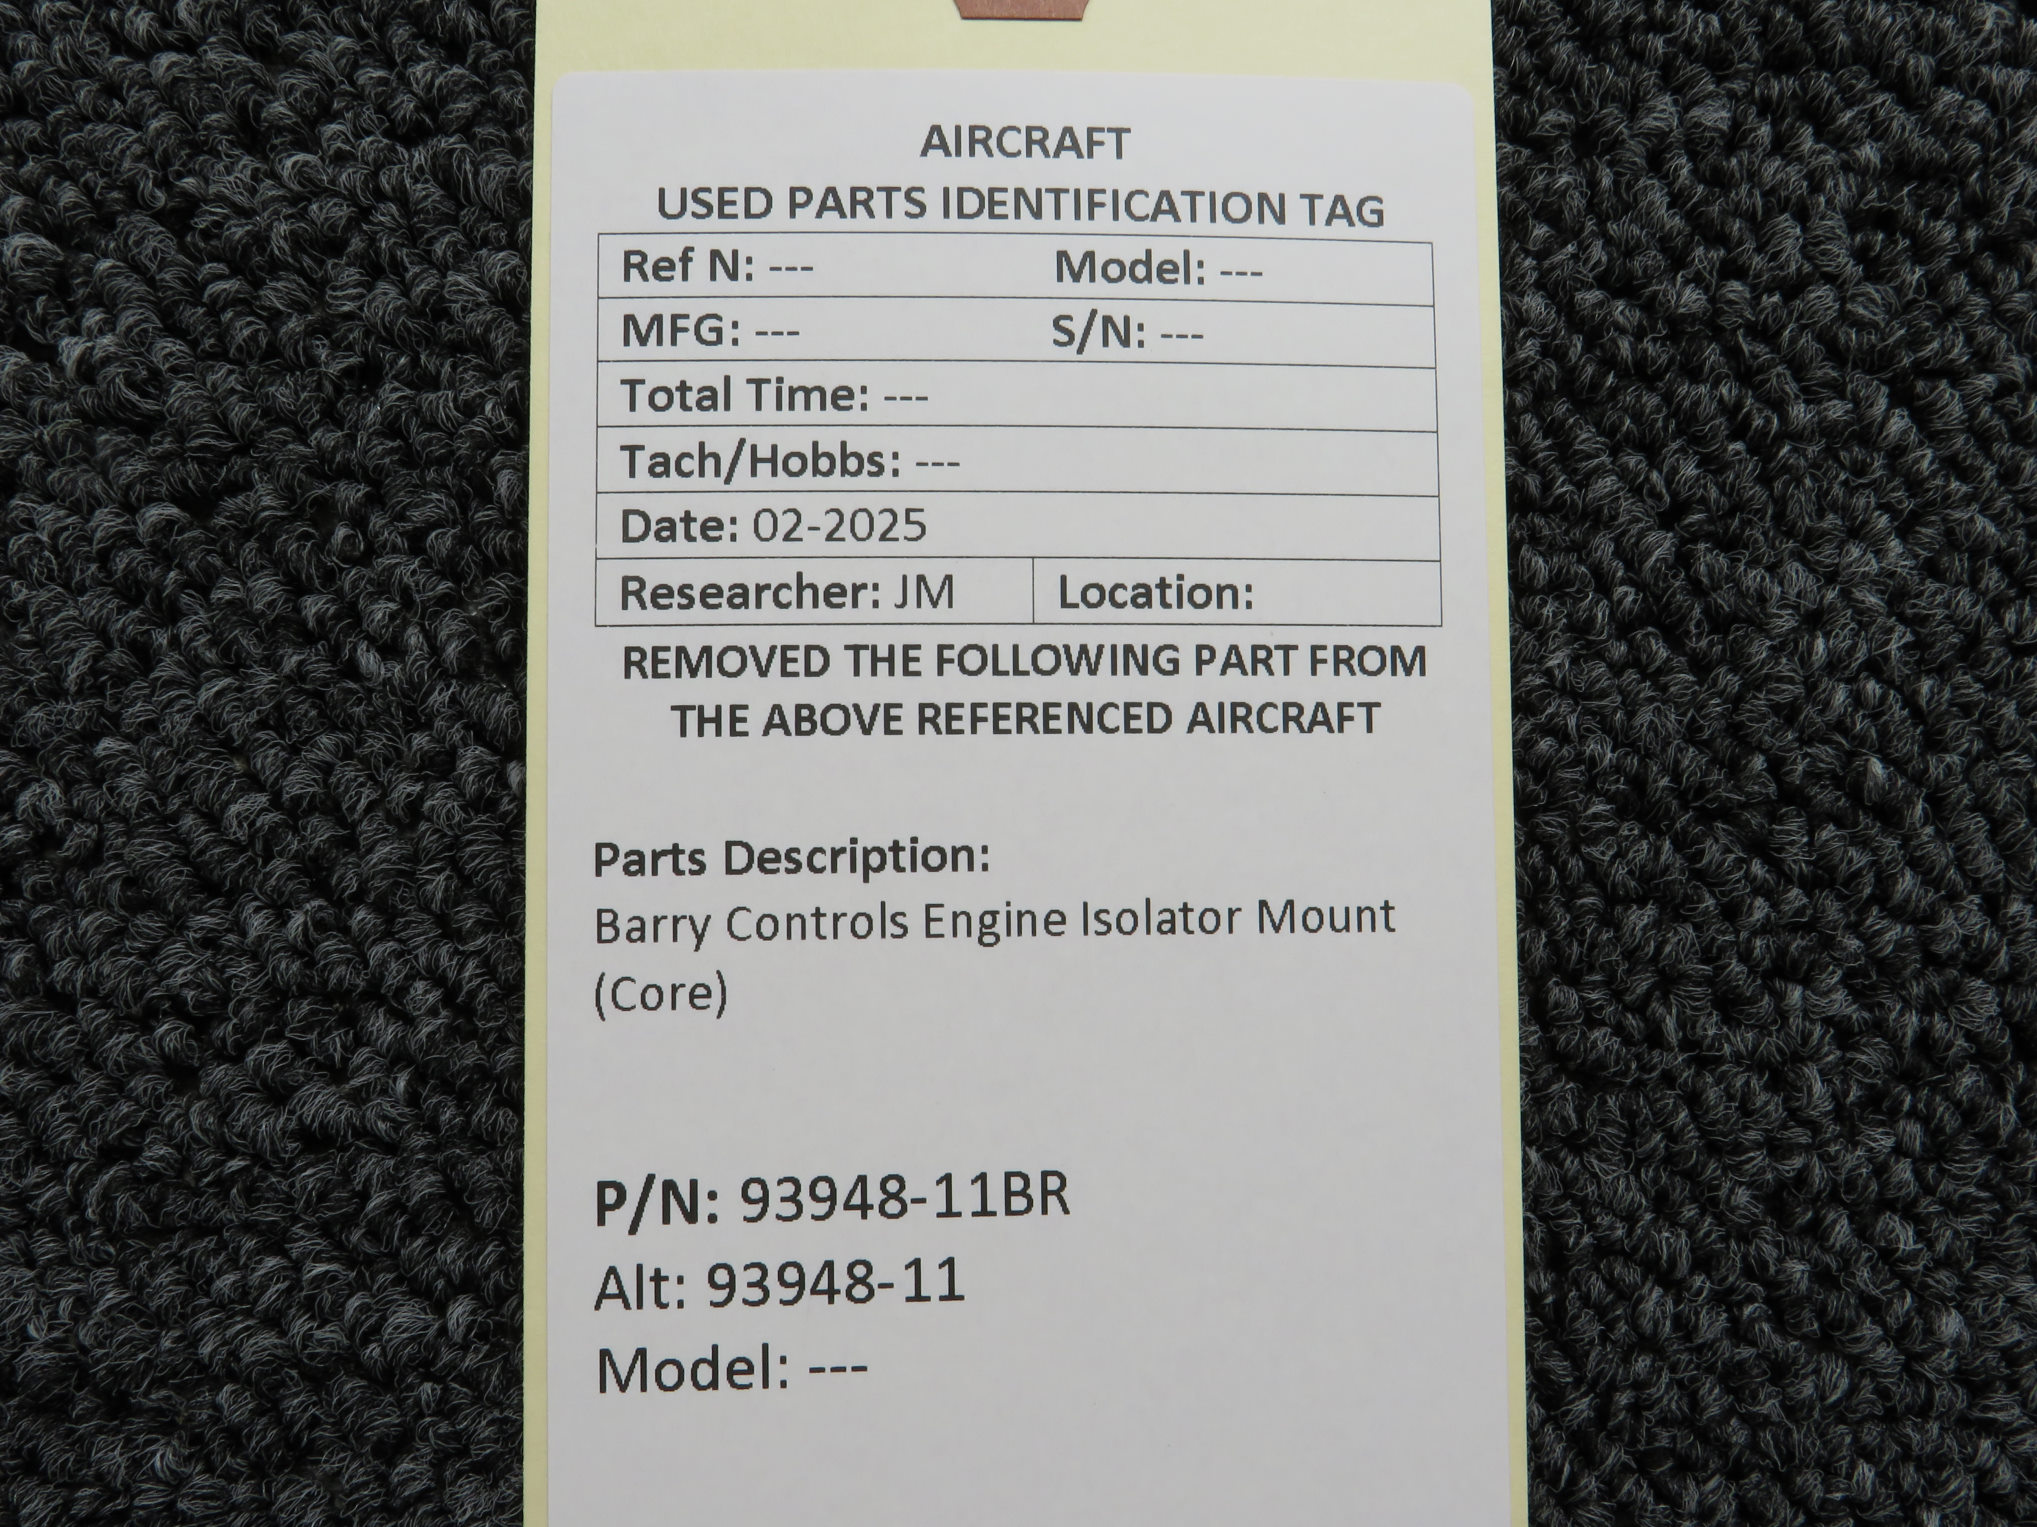 AIRCRAFT
USED PARTS IDENTIFICATION TAG
Ref N: --- Model: ---
MFG: --- S/N: ---
Total Time: ---
Tach/Hobbs: ---
Date: 02-2025
Researcher: JM Location:
REMOVED THE FOLLOWING PART FROM
THE ABOVE REFERENCED AIRCRAFT
Parts Description:
Barry Controls Engine Isolator Mount
(Core)
P/N: 93948-11BR
Alt: 93948-11
Model: ---